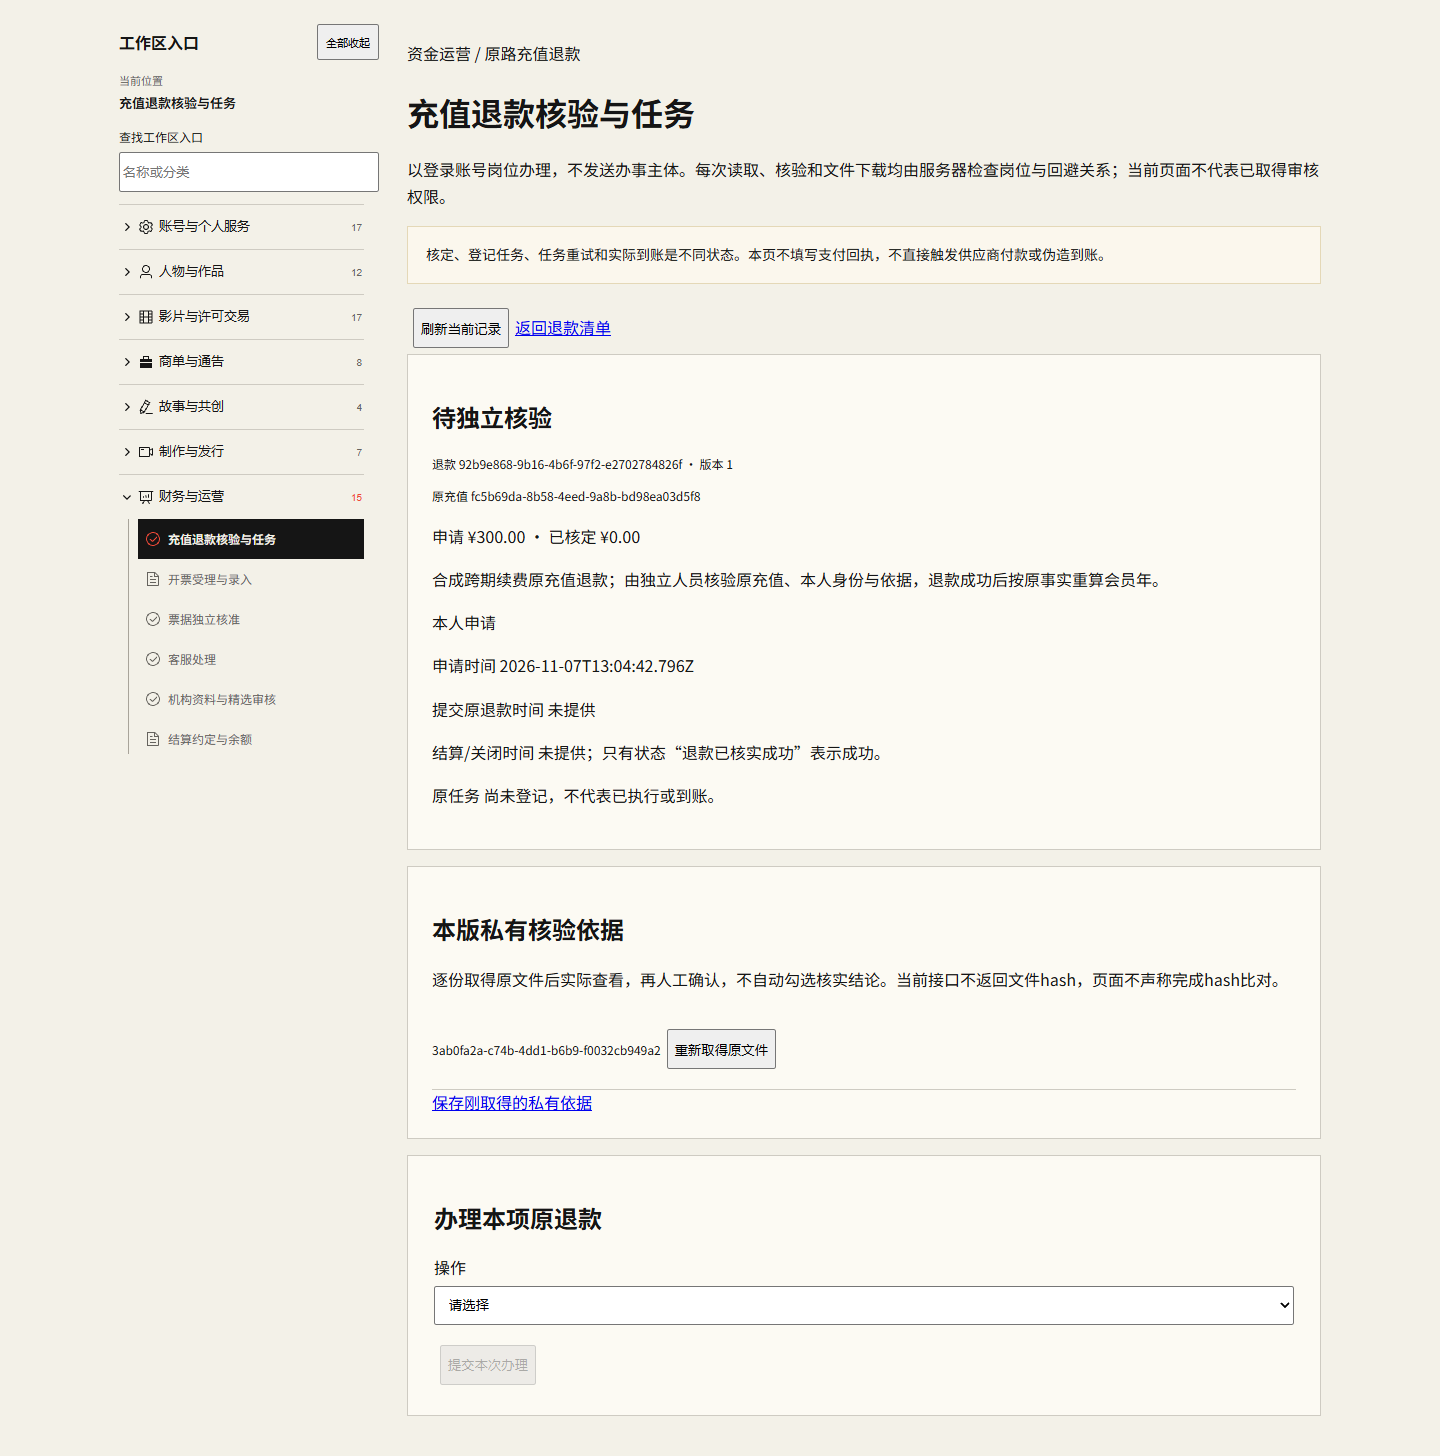 工作区入口
全部收起
当前位置
充值退款核验与任务
查找工作区入口
名称或分类
账号与个人服务 17
人物与作品 12
影片与许可交易 17
商单与通告 8
故事与共创 4
制作与发行 7
财务与运营 15
充值退款核验与任务
开票受理与录入
票据独立核准
客服处理
机构资料与精选审核
结算约定与余额
资金运营 / 原路充值退款
充值退款核验与任务
以登录账号岗位办理，不发送办事主体。每次读取、核验和文件下载均由服务器检查岗位与回避关系；当前页面不代表已取得审核
权限。
核定、登记任务、任务重试和实际到账是不同状态。本页不填写支付回执，不直接触发供应商付款或伪造到账。
刷新当前记录 返回退款清单
待独立核验
退款 92b9e868-9b16-4b6f-97f2-e2702784826f · 版本 1
原充值 fc5b69da-8b58-4eed-9a8b-bd98ea03d5f8
申请 ¥300.00 · 已核定 ¥0.00
合成跨期续费原充值退款；由独立人员核验原充值、本人身份与依据，退款成功后按原事实重算会员年。
本人申请
申请时间 2026-11-07T13:04:42.796Z
提交原退款时间 未提供
结算/关闭时间 未提供；只有状态“退款已核实成功”表示成功。
原任务 尚未登记，不代表已执行或到账。
本版私有核验依据
逐份取得原文件后实际查看，再人工确认，不自动勾选核实结论。当前接口不返回文件hash，页面不声称完成hash比对。
3ab0fa2a-c74b-4dd1-b6b9-f0032cb949a2 重新取得原文件
保存刚取得的私有依据
办理本项原退款
操作
请选择
提交本次办理